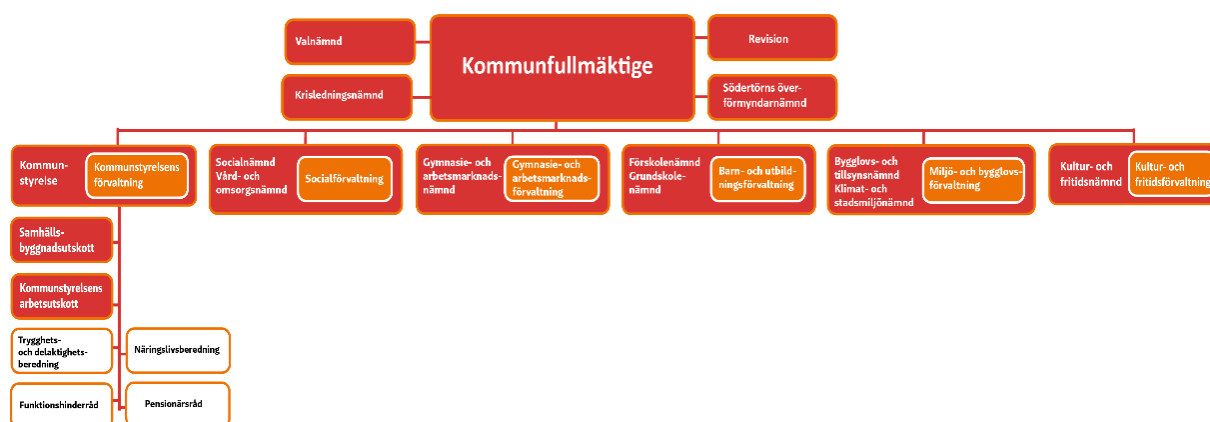 Valnämnd
Kommunfullmäktige
Revision
Krisledningsnämnd
Södertörns över-
förmyndarnämnd
Kommun-
styrelse
Kommunstyrelsens
förvaltning
Socialnämnd
Vård- och
omsorgsnämnd
Socialförvaltning
Gymnasie- och
arbetsmarknads-
nämnd
Gymnasie- och
arbetsmarknads-
förvaltning
Förskolenämnd
Grundskole-
nämnd
Barn- och utbild-
ningsförvaltning
Bygglovs- och
tillsynsnämnd
Klimat- och
stadsmiljönämnd
Miljö- och bygglovs-
förvaltning
Kultur- och
fritidsnämnd
Kultur- och
fritidsförvaltning
Samhälls-
byggnadsutskott
Kommunstyrelsens
arbetsutskott
Trygghets-
och delaktighets-
beredning
Näringslivsberedning
Funktionshinderråd
Pensionärsråd